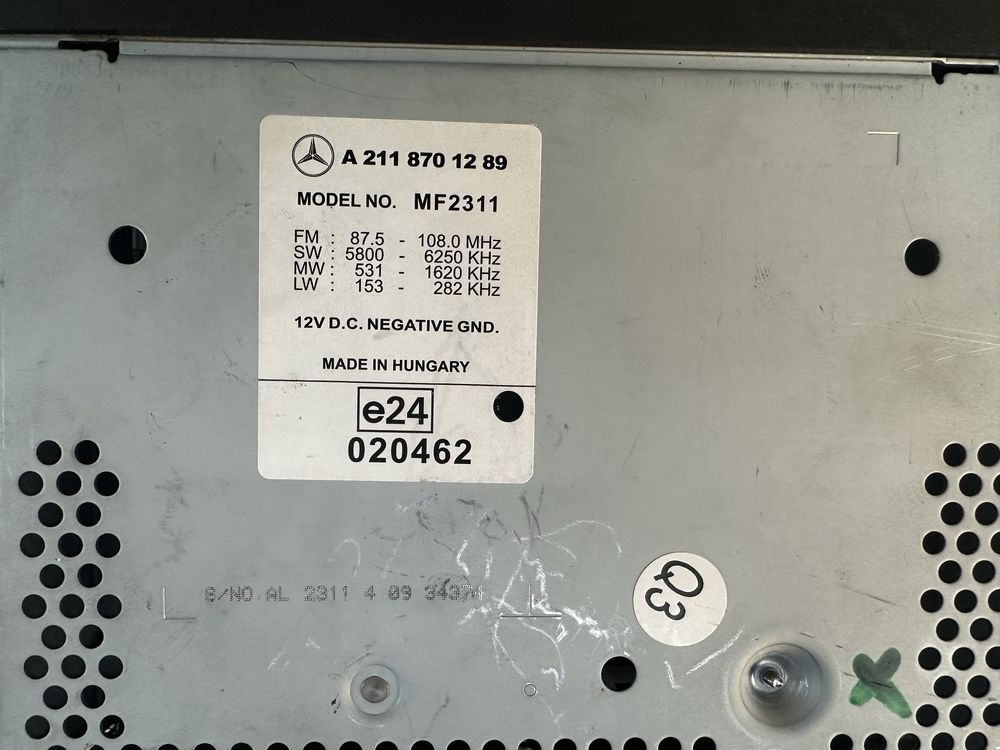 A 211 870 12 89
MODEL NO. MF2311
FM : 87.5 - 108.0 MHz
SW : 5800 - 6250 KHz
MW : 531 - 1620 KHz
LW : 153 - 282 KHz
12V D.C. NEGATIVE GND.
MADE IN HUNGARY
e24
020462
S/NO.AL 2311 4 09
Q3